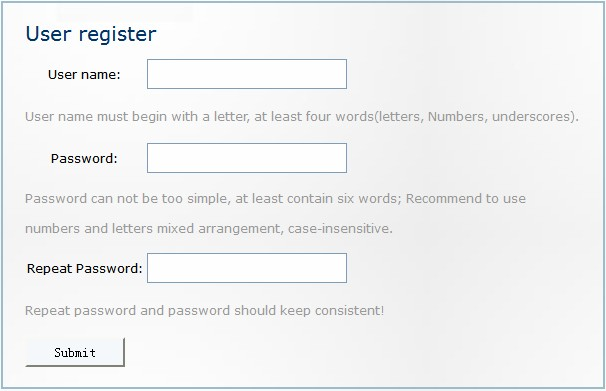 User register
User name:
User name must begin with a letter, at least four words(letters, Numbers, underscores).
Password:
Password can not be too simple, at least contain six words; Recommend to use
numbers and letters mixed arrangement, case-insensitive.
Repeat Password:
Repeat password and password should keep consistent!
Submit